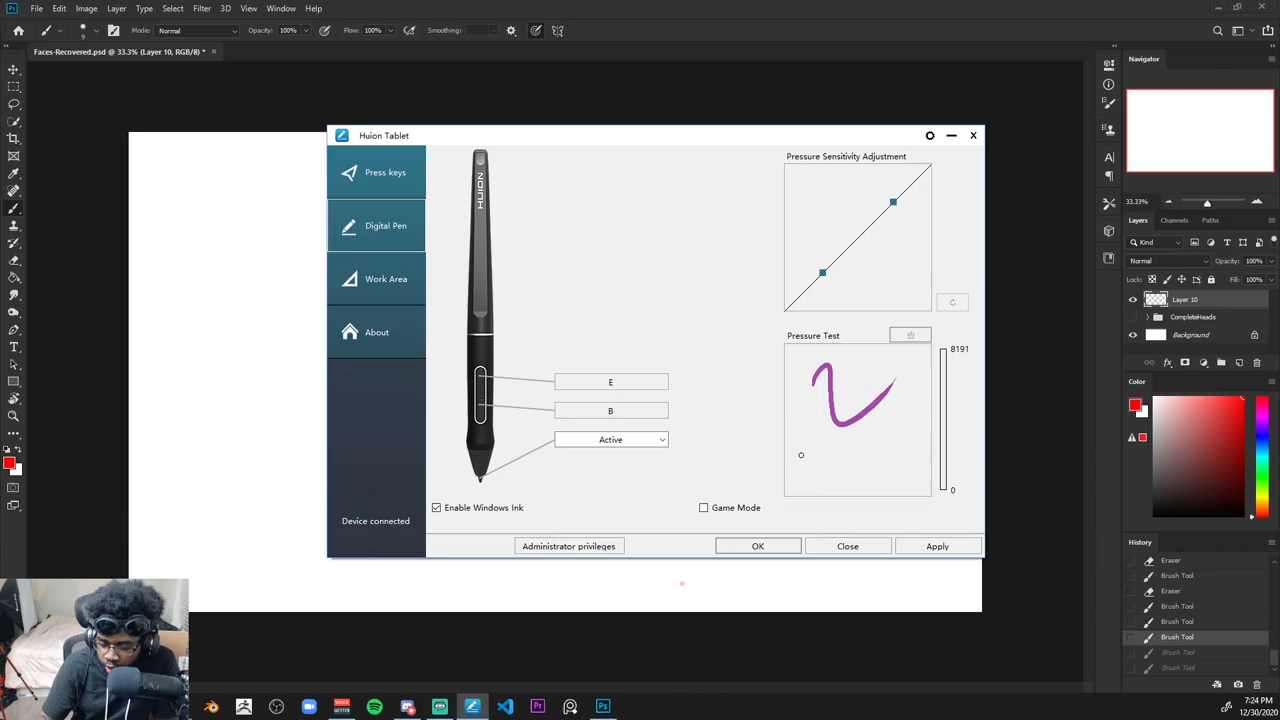 Ps File Edit Image Layer Type Select Filter 3D View Window Help
9 Mode: Normal Opacity: 100% Flow: 100% Smoothing:
Faces-Recovered.psd @ 33.3% (Layer 10, RGB/8) * ×
Huion Tablet
Press keys
Digital Pen
Work Area
About
Device connected
HUION
E
B
Active
Enable Windows Ink
Game Mode
Pressure Sensitivity Adjustment
Pressure Test
8191
0
Administrator privileges
OK
Close
Apply
Navigator
33.33%
Layers Channels Paths
Kind
Normal Opacity: 100%
Lock: Fill: 100%
Layer 10
CompleteHeads
Background
fx
Color
History
Eraser
Brush Tool
Eraser
Brush Tool
Brush Tool
Brush Tool
Brush Tool
Brush Tool
Pr Ps
7:24 PM
12/30/2020